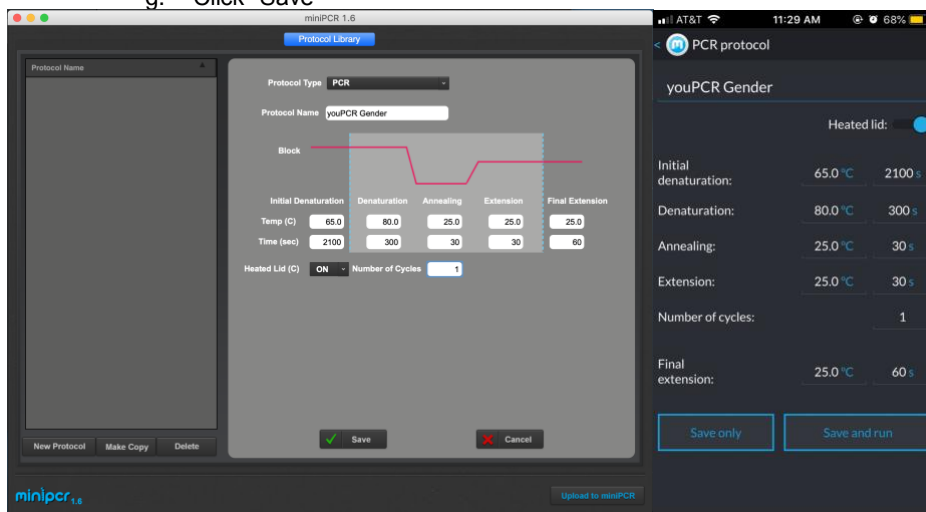 g. Click "Save"
miniPCR 1.6
Protocol Library
Protocol Name
Protocol Type PCR
Protocol Name youPCR Gender
Block
Initial Denaturation Denaturation Annealing Extension Final Extension
Temp (C) 65.0 80.0 25.0 25.0 25.0
Time (sec) 2100 300 30 30 60
Heated Lid (C) ON Number of Cycles 1
New Protocol Make Copy Delete
Save Cancel
minipcr 1.6
Upload to miniPCR
AT&T 11:29 AM 68%
< m PCR protocol
youPCR Gender
Heated lid:
Initial
denaturation: 65.0 °C 2100 s
Denaturation: 80.0 °C 300 s
Annealing: 25.0 °C 30 s
Extension: 25.0 °C 30 s
Number of cycles: 1
Final
extension: 25.0 °C 60 s
Save only Save and run